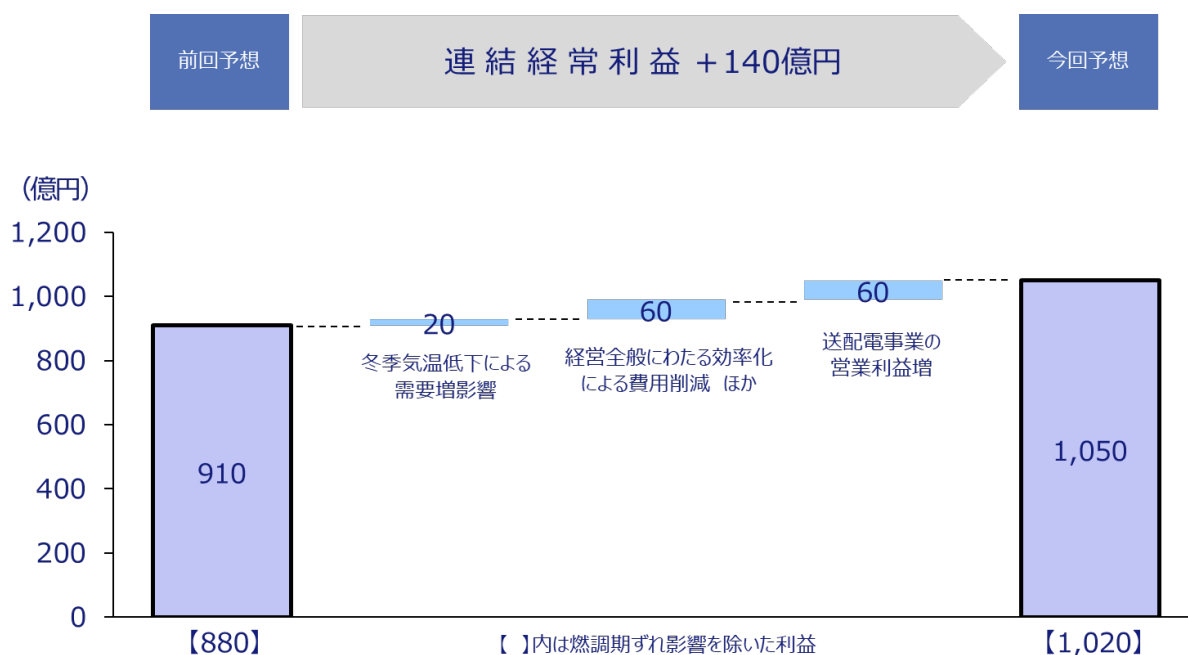 前回予想
連結経常利益 +140億円
今回予想
(億円)
1,200
1,000
800
600
400
200
0
910
20
冬季気温低下による
需要増影響
60
経営全般にわたる効率化
による費用削減 ほか
60
送配電事業の
営業利益増
1,050
【880】
【 】内は燃調期ずれ影響を除いた利益
【1,020】